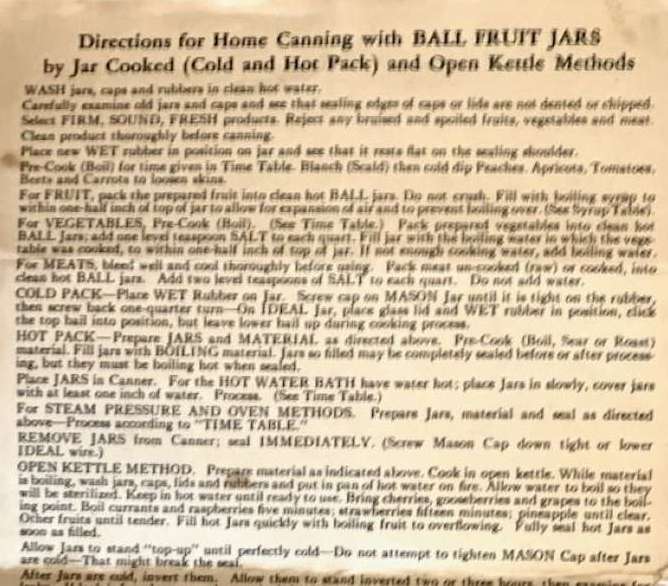 Directions for Home Canning with BALL FRUIT JARS
by Jar Cooked (Cold and Hot Pack) and Open Kettle Methods
WASH jars, caps and rubbers in clean hot water.
Carefully examine old jars and caps and see that sealing edges of caps or lids are not dented or chipped.
Select FIRM, SOUND, FRESH products. Reject any bruised and spoiled fruits, vegetables and meat.
Clean product thoroughly before canning.
Place new WET rubber in position on jar and see that it rests flat on the sealing shoulder.
Pre-Cook (Boil) for time given in Time Table. Blanch (Scald) then cold dip Peaches, Apricots, Tomatoes,
Beets and Carrots to loosen skins.
For FRUIT, pack the prepared fruit into clean hot BALL jars. Do not crush. Fill with boiling syrup to
within one-half inch of top of jar to allow for expansion of air and to prevent boiling over. (See Syrup Table).
For VEGETABLES, Pre-Cook (Boil). (See Time Table.) Pack prepared vegetables into clean hot
BALL Jars; add one level teaspoon SALT to each quart. Fill jar with the boiling water in which the vege-
table was cooked, to within one-half inch of top of jar. If not enough cooking water, add boiling water.
For MEATS, bleed well and cool thoroughly before using. Pack meat un-cooked (raw) or cooked, into
clean hot BALL jars. Add two level teaspoons of SALT to each quart. Do not add water.
COLD PACK—Place WET Rubber on Jar. Screw cap on MASON Jar until it is tight on the rubber,
then screw back one-quarter turn—On IDEAL Jar, place glass lid and WET rubber in position, click
the top bail into position, but leave lower bail up during cooking process.
HOT PACK—Prepare JARS and MATERIAL as directed above. Pre-Cook (Boil, Sear or Roast)
material. Fill jars with BOILING material. Jars so filled may be completely sealed before or after process-
ing, but they must be boiling hot when sealed.
Place JARS in Canner. For the HOT WATER BATH have water hot; place Jars in slowly, cover jars
with at least one inch of water. Process. (See Time Table.)
For STEAM PRESSURE AND OVEN METHODS. Prepare Jars, material and seal as directed
above—Process according to "TIME TABLE."
REMOVE JARS from Canner; seal IMMEDIATELY. (Screw Mason Cap down tight or lower
IDEAL wire.)
OPEN KETTLE METHOD. Prepare material as indicated above. Cook in open kettle. While material
is boiling, wash jars, caps, lids and rubbers and put in pan of hot water on fire. Allow water to boil so they
will be sterilized. Keep in hot water until ready to use. Bring cherries, gooseberries and grapes to the boil-
ing point. Boil currants and raspberries five minutes; strawberries fifteen minutes; pineapple until clear.
Other fruits until tender. Fill hot Jars quickly with boiling fruit to overflowing. Fully seal hot Jars as
soon as filled.
Allow Jars to stand "top-up" until perfectly cold—Do not attempt to tighten MASON Cap after Jars
are cold—That might break the seal.
After Jars are cold, invert them. Allow them to stand inverted two or three hours, then examine for